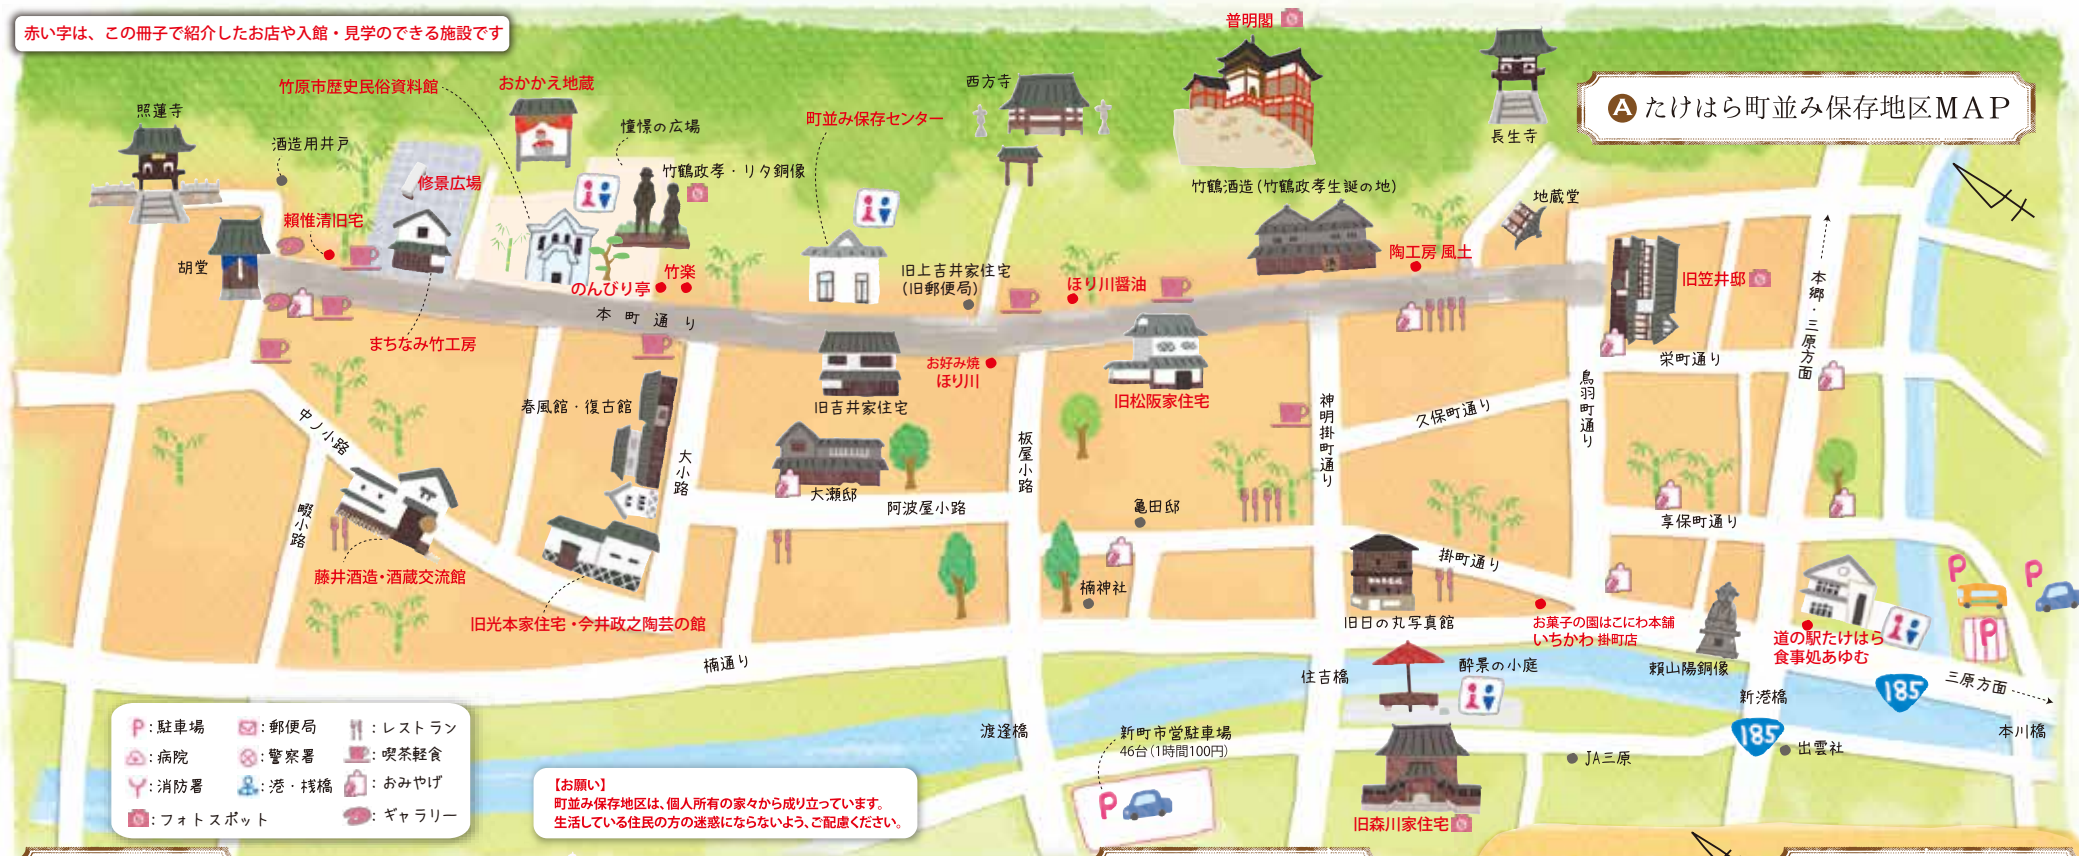 赤い字は、この冊子で紹介したお店や入館・見学のできる施設です
普明閣
Ⓐたけはら町並み保存地区MAP
照蓮寺
酒造用井戸
竹原市歴史民俗資料館
おかかえ地蔵
憧憬の広場
竹鶴政孝・リタ銅像
町並み保存センター
西方寺
長生寺
竹鶴酒造(竹鶴政孝生誕の地)
地蔵堂
修景広場
頼惟清旧宅
胡堂
まちなみ竹工房
のんびり亭
竹楽
本町通り
旧上吉井家住宅
(旧郵便局)
ほり川醤油
陶工房 風土
旧笠井邸
本郷・三原方面
栄町通り
お好み焼
ほり川
旧吉井家住宅
旧松阪家住宅
春風館・復古館
中ノ小路
畷小路
大小路
大瀬邸
阿波屋小路
板屋小路
神明掛町通り
久保町通り
鳥羽町通り
亀田邸
享保町通り
掛町通り
藤井酒造・酒蔵交流館
旧光本家住宅・今井政之陶芸の館
楠神社
旧日の丸写真館
お菓子の園はこにわ本舗
いちかわ 掛町店
頼山陽銅像
道の駅たけはら
食事処あゆむ
P
P
P
楠通り
住吉橋
酔景の小庭
新港橋
185
三原方面
185
本川橋
渡逢橋
新町市営駐車場
46台(1時間100円)
P
JA三原
出雲社
旧森川家住宅
P:駐車場
:郵便局
:レストラン
:病院
:警察署
:喫茶軽食
:消防署
:港・桟橋
:おみやげ
:フォトスポット
:ギャラリー
【お願い】
町並み保存地区は、個人所有の家々から成り立っています。
生活している住民の方の迷惑にならないよう、ご配慮ください。